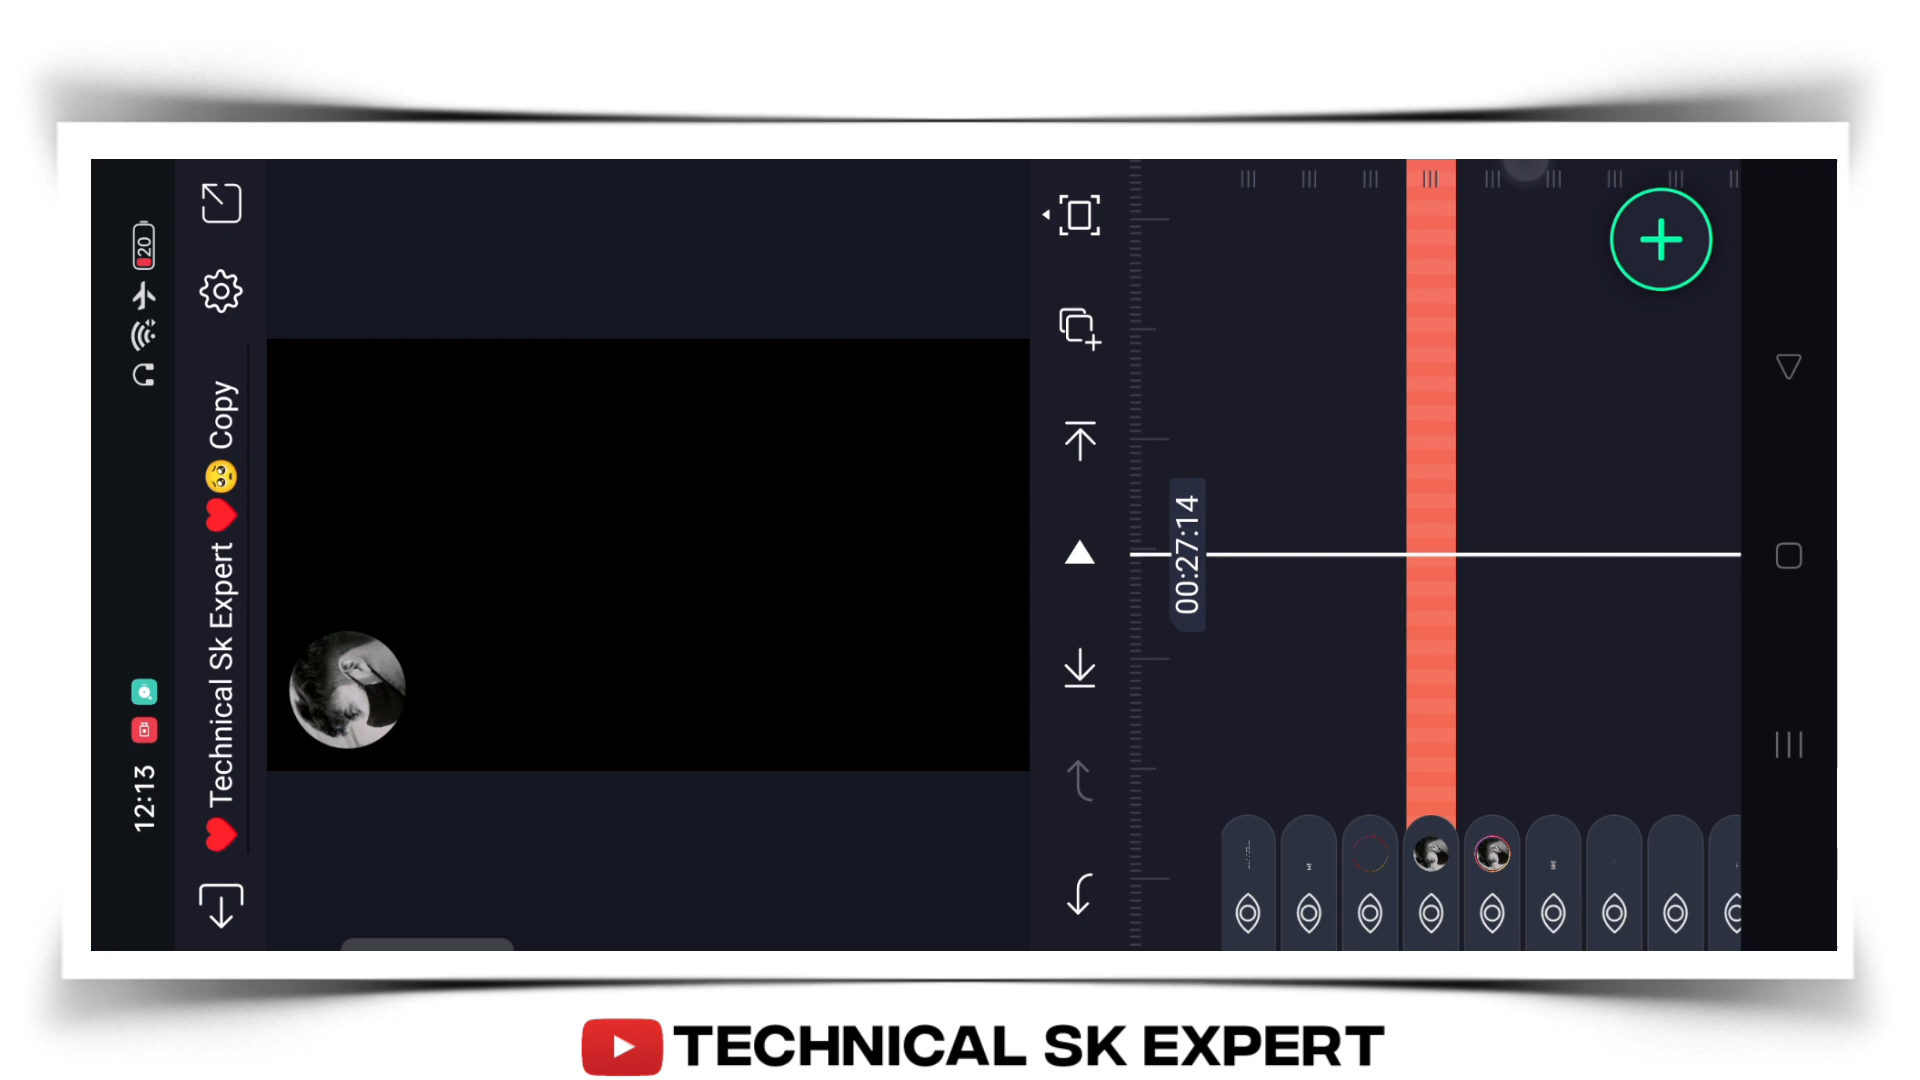 12:13
20
❤️ Technical Sk Expert ❤️🥺 Copy
00:27:14
TECHNICAL SK EXPERT